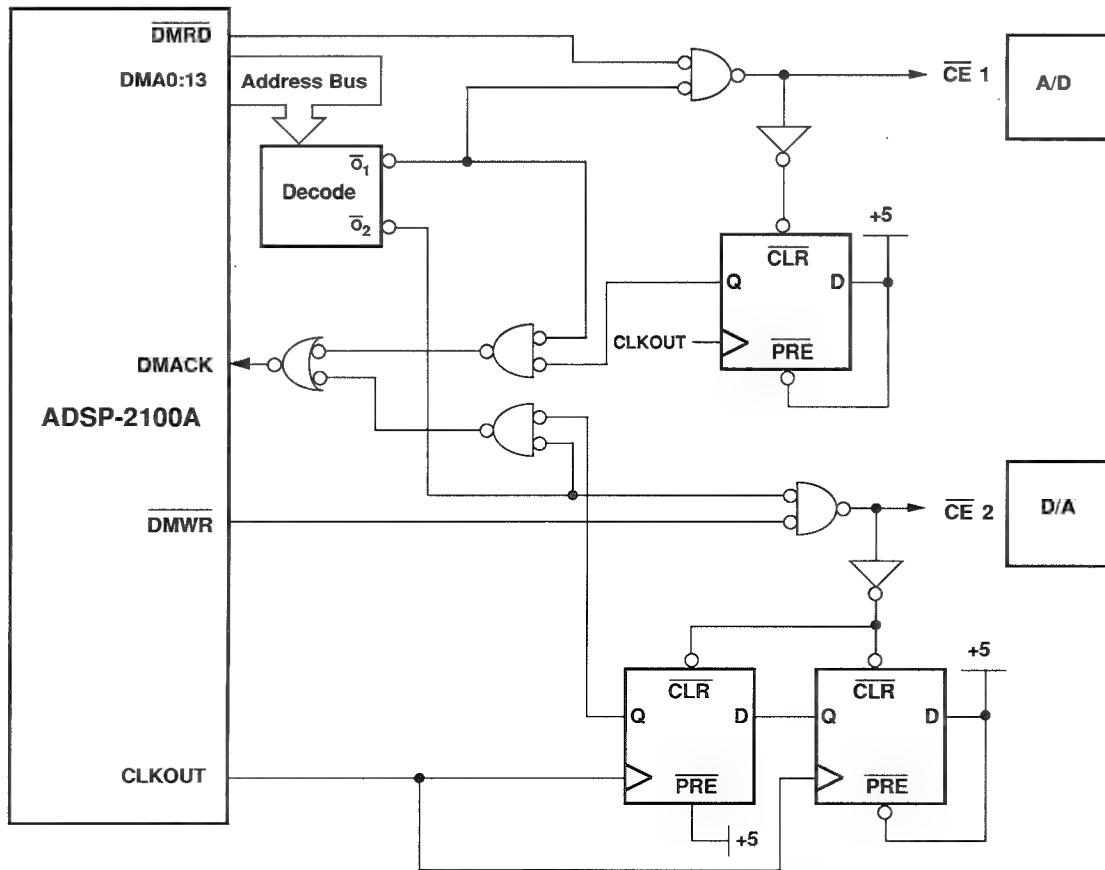 DMRD
DMA0:13
Address Bus
CE 1
A/D
o1
Decode
o2
+5
CLR
Q
D
CLKOUT
PRE
DMACK
ADSP-2100A
DMWR
CE 2
D/A
+5
CLR
CLR
Q
D
Q
D
CLKOUT
PRE
PRE
+5